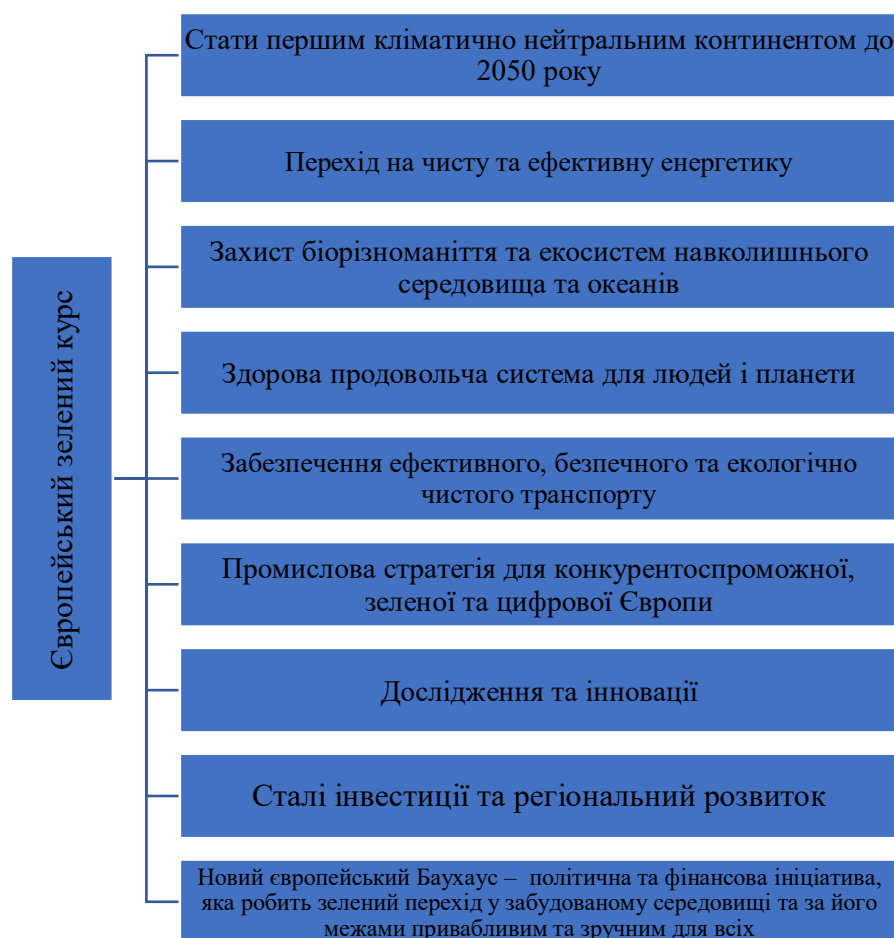 Європейський зелений курс
Стати першим кліматично нейтральним континентом до
2050 року
Перехід на чисту та ефективну енергетику
Захист біорізноманіття та екосистем навколишнього
середовища та океанів
Здорова продовольча система для людей і планети
Забезпечення ефективного, безпечного та екологічно
чистого транспорту
Промислова стратегія для конкурентоспроможної,
зеленої та цифрової Європи
Дослідження та інновації
Сталі інвестиції та регіональний розвиток
Новий європейський Баухаус – політична та фінансова ініціатива,
яка робить зелений перехід у забудованому середовищі та за його
межами привабливим та зручним для всіх